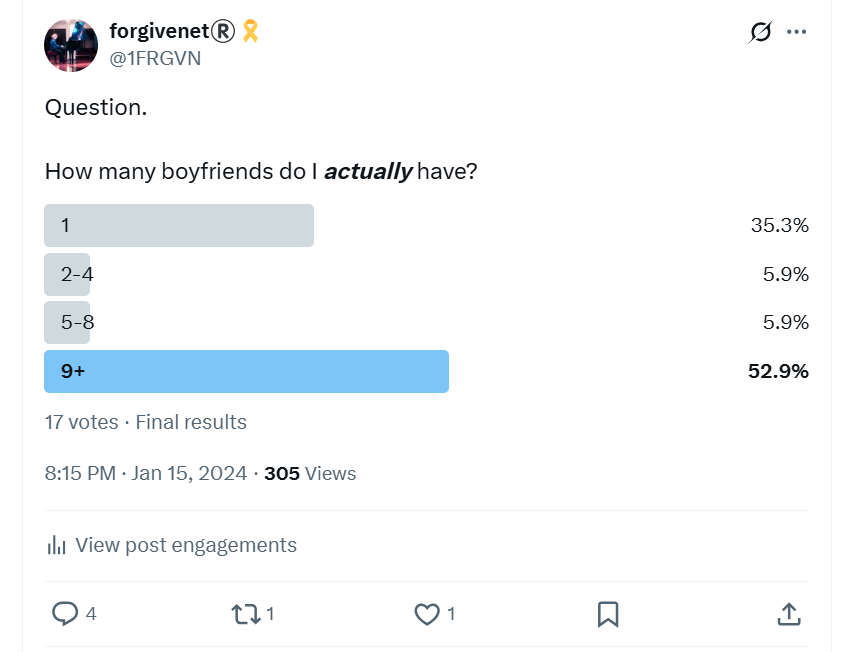 forgivenet®🎗️
@1FRGVN
Question.
How many boyfriends do I actually have?
1 35.3%
2-4 5.9%
5-8 5.9%
9+ 52.9%
17 votes · Final results
8:15 PM · Jan 15, 2024 · 305 Views
View post engagements
4 1 1